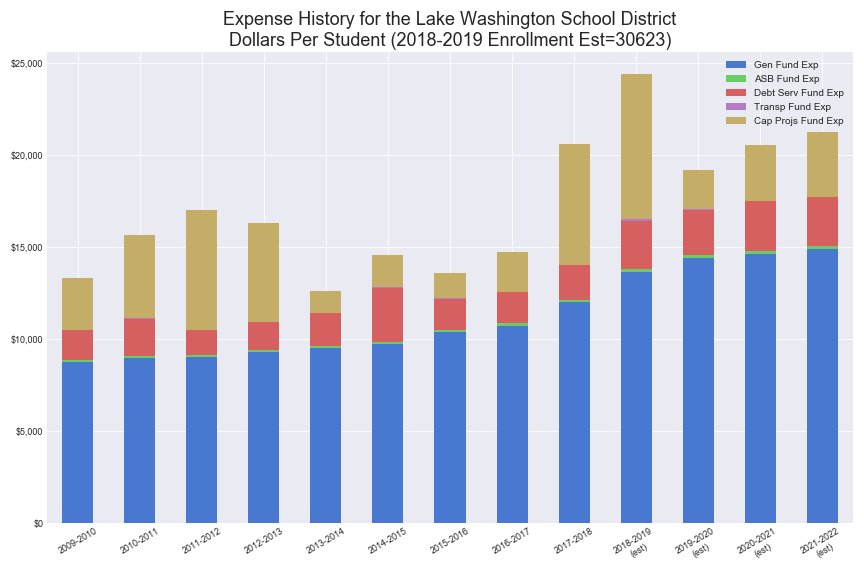 Expense History for the Lake Washington School District
Dollars Per Student (2018-2019 Enrollment Est=30623)
Gen Fund Exp
ASB Fund Exp
Debt Serv Fund Exp
Transp Fund Exp
Cap Projs Fund Exp
$25,000
$20,000
$15,000
$10,000
$5,000
$0
2009-2010
2010-2011
2011-2012
2012-2013
2013-2014
2014-2015
2015-2016
2016-2017
2017-2018
2018-2019
(est)
2019-2020
(est)
2020-2021
(est)
2021-2022
(est)